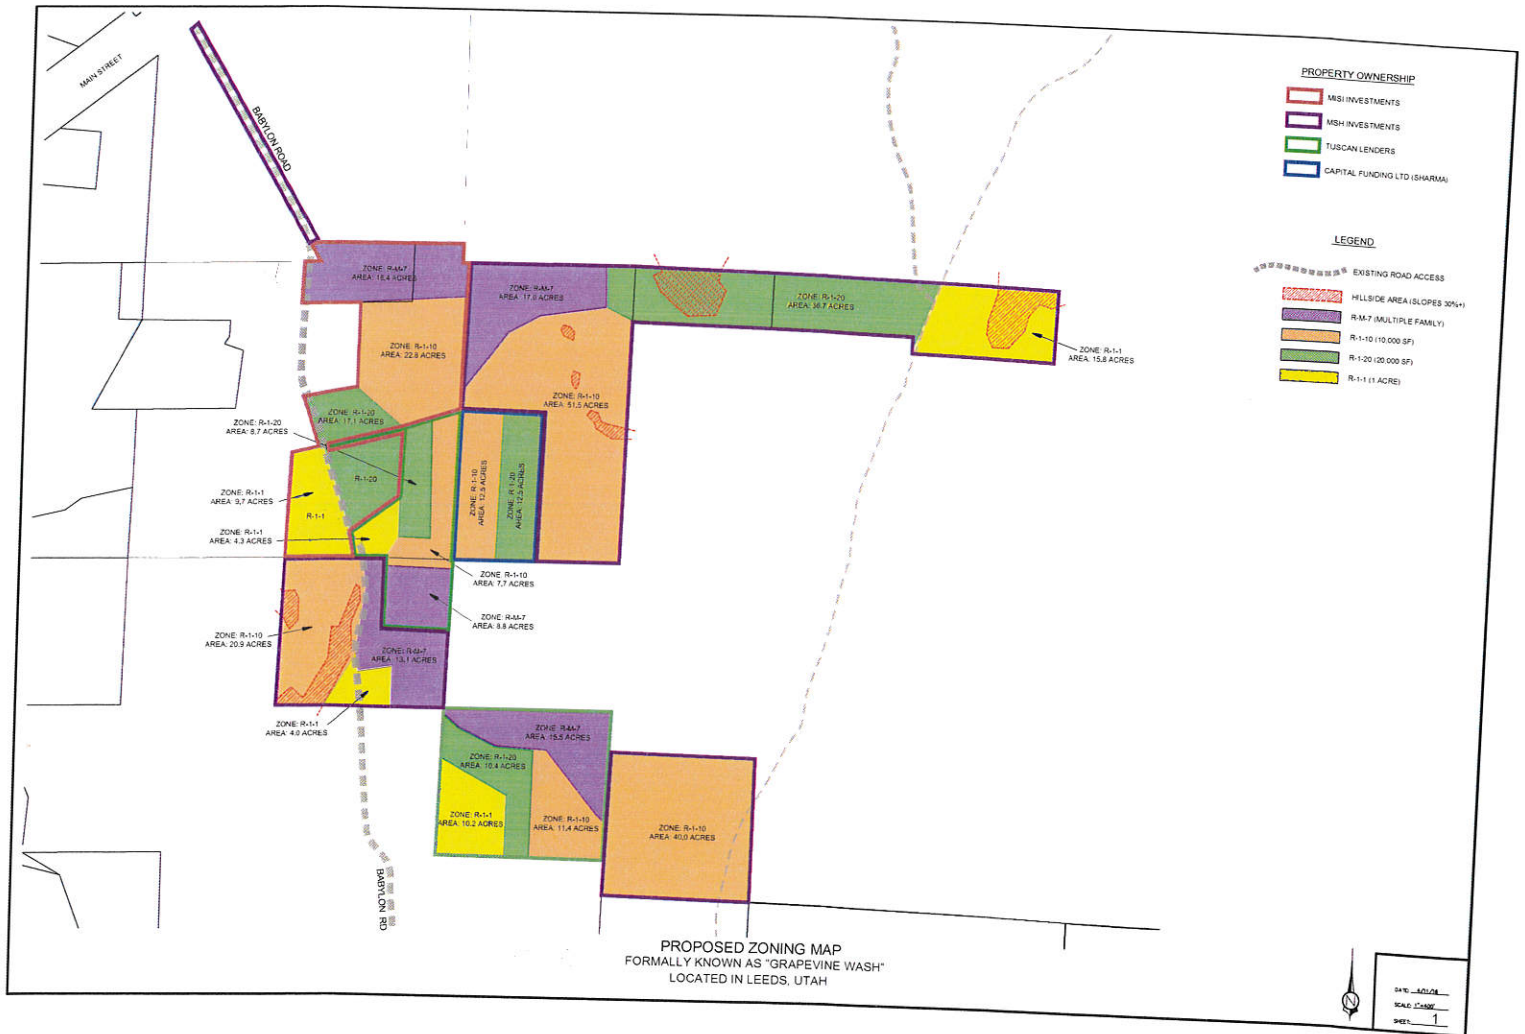 MAIN STREET
BABYLON ROAD
PROPERTY OWNERSHIP
MISI INVESTMENTS
MSH INVESTMENTS
TUSCAN LENDERS
CAPITAL FUNDING LTD (SHARMA)
LEGEND
EXISTING ROAD ACCESS
HILLSIDE AREA (SLOPES 30%+)
R-M-7 (MULTIPLE FAMILY)
R-1-10 (10,000 SF)
R-1-20 (20,000 SF)
R-1-1 (1 ACRE)
ZONE: R-M-7
AREA: 18.4 ACRES
ZONE: R-M-7
AREA: 17.8 ACRES
ZONE: R-1-20
AREA: 36.7 ACRES
ZONE: R-1-1
AREA: 15.8 ACRES
ZONE: R-1-10
AREA: 22.8 ACRES
ZONE: R-1-10
AREA: 51.5 ACRES
ZONE: R-1-20
AREA: 17.1 ACRES
ZONE: R-1-20
AREA: 8.7 ACRES
R-1-20
ZONE: R-1-10
AREA: 12.5 ACRES
ZONE: R-1-20
AREA: 12.5 ACRES
ZONE: R-1-1
AREA: 9.7 ACRES
R-1-1
ZONE: R-1-1
AREA: 4.3 ACRES
ZONE: R-1-10
AREA: 7.7 ACRES
ZONE: R-M-7
AREA: 8.8 ACRES
ZONE: R-1-10
AREA: 20.9 ACRES
ZONE: R-M-7
AREA: 13.1 ACRES
ZONE: R-1-1
AREA: 4.0 ACRES
ZONE: R-M-7
AREA: 15.5 ACRES
ZONE: R-1-20
AREA: 10.4 ACRES
ZONE: R-1-1
AREA: 10.2 ACRES
ZONE: R-1-10
AREA: 11.4 ACRES
ZONE: R-1-10
AREA: 40.0 ACRES
BABYLON RD
PROPOSED ZONING MAP
FORMALLY KNOWN AS "GRAPEVINE WASH"
LOCATED IN LEEDS, UTAH
N
DATE:
SCALE: 1"=400'
SHEET: 1